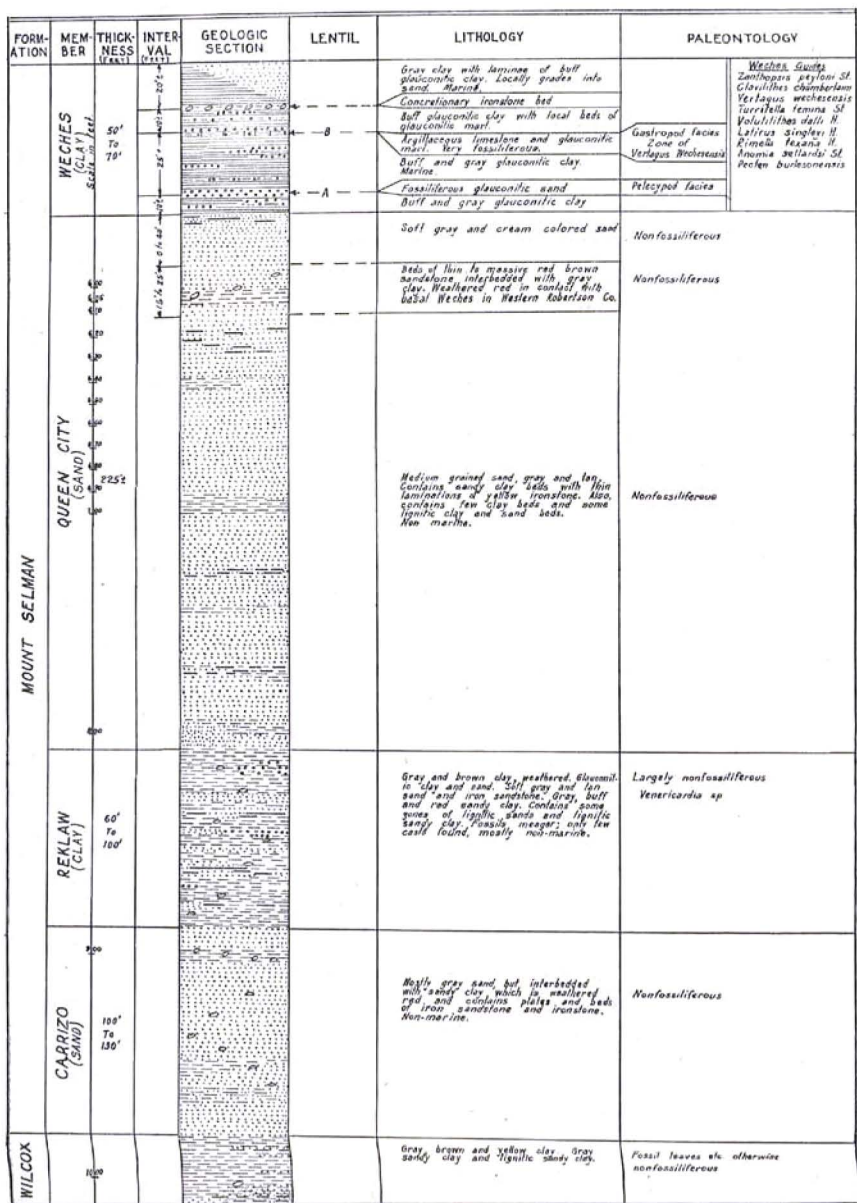 FORM-ATION
MEM-BER
THICK-NESS (FEET)
INTER-VAL (FEET)
GEOLOGIC SECTION
LENTIL
LITHOLOGY
PALEONTOLOGY
MOUNT SELMAN
WECHES (CLAY)
Scale in feet
50' To 70'
25'
Gray clay with laminae of buff
glauconitic clay. Locally grades into
sand. Marine.
Concretionary ironstone bed
Buff glauconitic clay with local beds of
glauconitic marl.
B
Argillaceous limestone and glauconitic
marl. Very fossiliferous.
Buff and gray glauconitic clay.
Marine.
A
Fossiliferous glauconitic sand
Buff and gray glauconitic clay
Gastropod facies
Zone of
Vertagus Wechesensis
Pelecypod facies
Weches Guides
Zanthopsis peytoni St.
Clavilithes chamberlaini
Vertagus wechesensis
Turritella femina St.
Volutilithes dalli H.
Latirus singleyi H.
Rimella texana H.
Anomia
Pecten burlesonensis
QUEEN CITY (SAND)
225'±
Soft gray and cream colored sand
Nonfossiliferous
Beds of thin to massive red brown
sandstone interbedded with gray
clay. Weathered red in contact with
basal Weches in Western Robertson Co.
Nonfossiliferous
Medium grained sand, gray and tan.
Contains sandy clay beds with thin
laminations of yellow ironstone. Also,
contains few clay beds and some
lignitic clay and sand beds.
Non marine.
Nonfossiliferous
REKLAW (CLAY)
60' To 100'
Gray and brown clay, weathered. Glauconit-
ic clay and sand. Soft gray and tan
sand and iron sandstone. Gray, buff
and red sandy clay. Contains some
zones of lignitic sands and lignitic
sandy clay. Fossils meager; only few
casts found, mostly non-marine.
Largely nonfossiliferous
Venericardia sp
CARRIZO (SAND)
100' To 130'
Mostly gray sand, but interbedded
with sandy clay which is weathered
red, and contains plates and beds
of iron sandstone and ironstone.
Non-marine.
Nonfossiliferous
WILCOX
Gray, brown and yellow clay. Gray
sandy clay and lignitic sandy clay.
Fossil leaves etc otherwise
nonfossiliferous